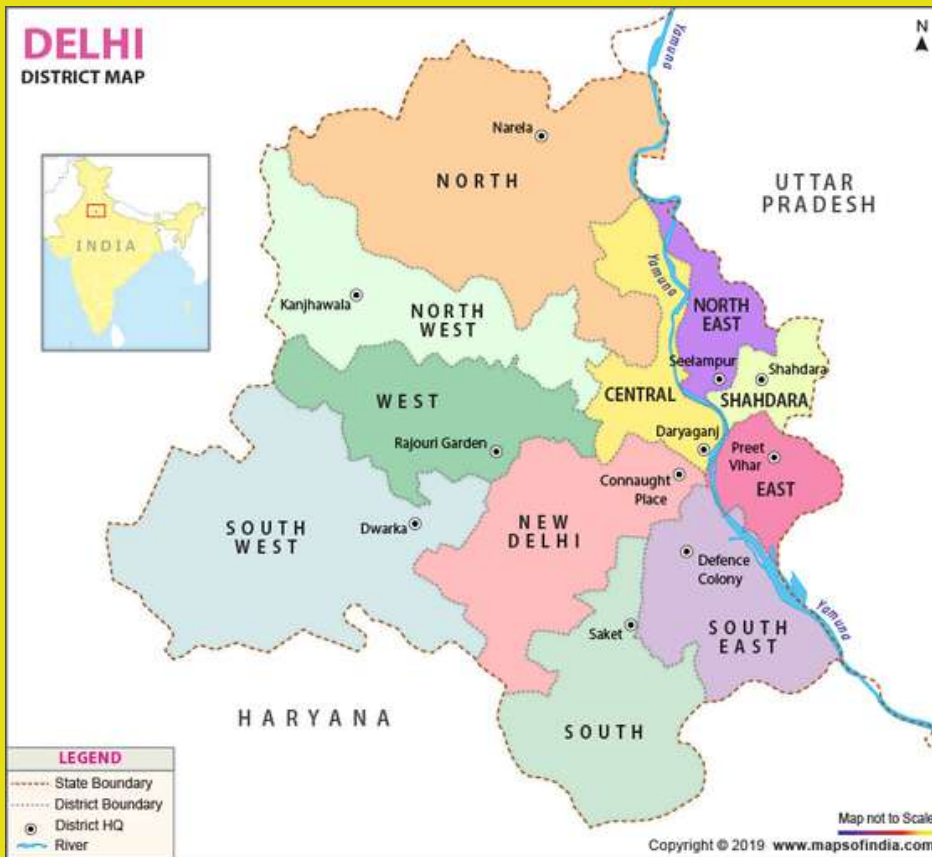 DELHI
DISTRICT MAP
N
Yamuna
Narela
NORTH
UTTAR
PRADESH
INDIA
Yamuna
Kanjhawala
NORTH
WEST
NORTH
EAST
Seelampur
Shahdara
SHAHDARA
WEST
CENTRAL
Rajouri Garden
Daryaganj
Preet
Vihar
EAST
Connaught
Place
SOUTH
WEST
Dwarka
NEW
DELHI
Defence
Colony
Yamuna
Saket
SOUTH
EAST
HARYANA
SOUTH
LEGEND
State Boundary
District Boundary
District HQ
River
Map not to Scale
Copyright © 2019 www.mapsofindia.com